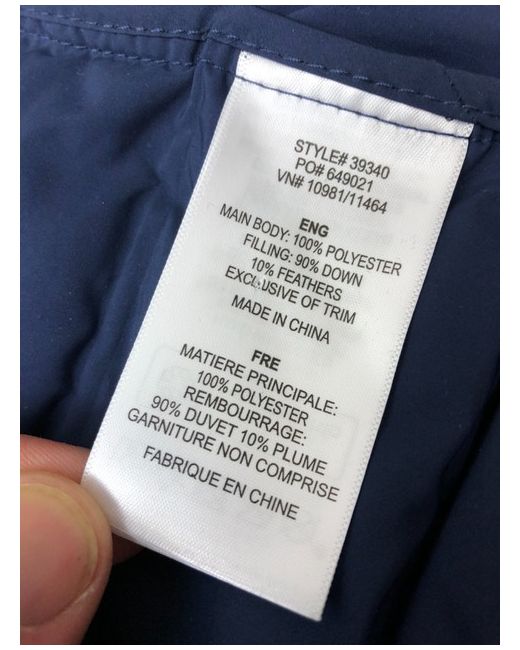 STYLE# 39340
PO# 649021
VN# 10981/11464
ENG
MAIN BODY: 100% POLYESTER
FILLING: 90% DOWN
10% FEATHERS
EXCLUSIVE OF TRIM
MADE IN CHINA
FRE
MATIERE PRINCIPALE:
100% POLYESTER
REMBOURRAGE:
90% DUVET 10% PLUME
GARNITURE NON COMPRISE
FABRIQUE EN CHINE